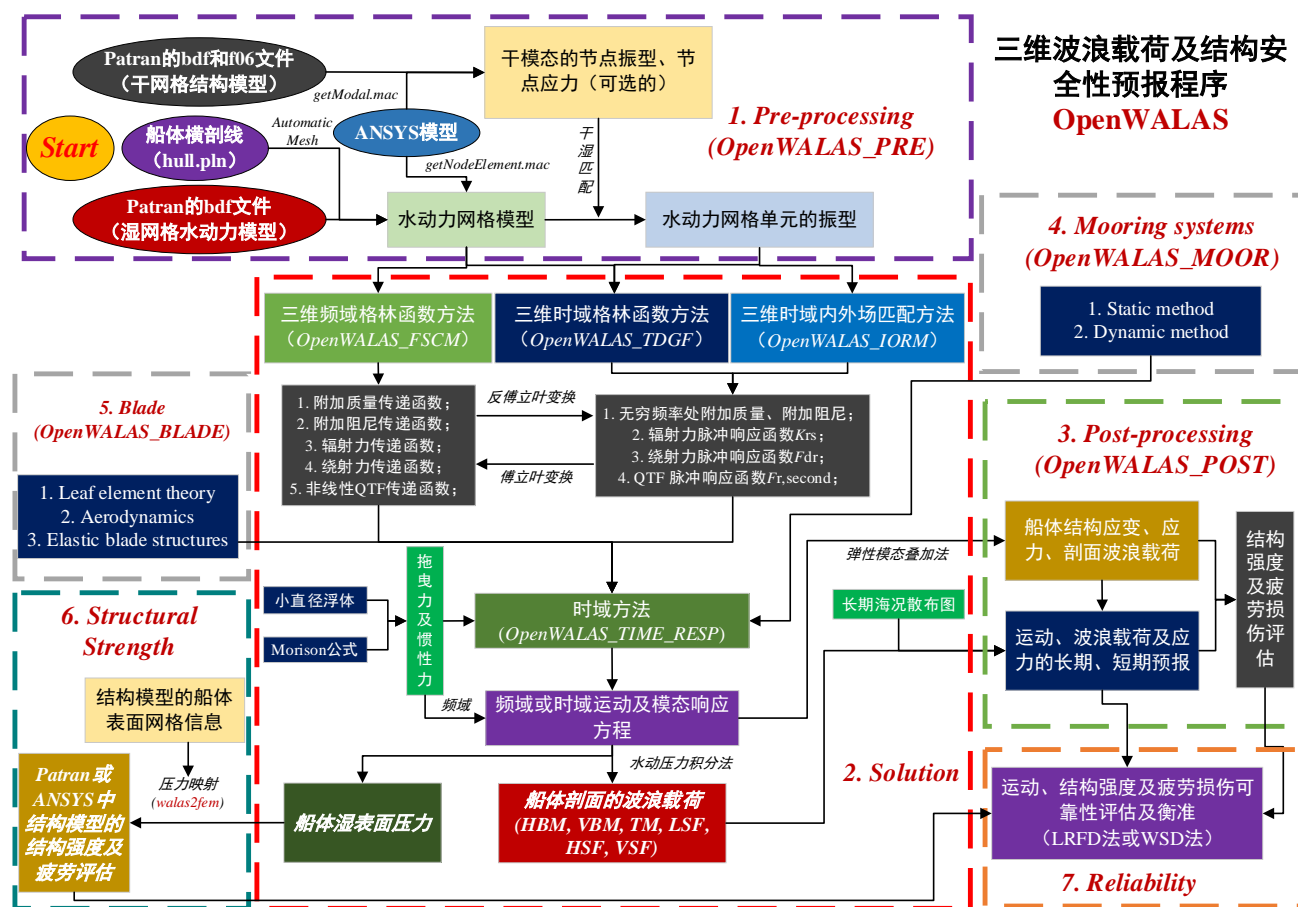 三维波浪载荷及结构安
全性预报程序
OpenWALAS
Patran的bdf和f06文件
（干网格结构模型）
getModal.mac
干模态的节点振型、节
点应力（可选的）
1. Pre-processing
(OpenWALAS_PRE)
Start
船体横剖线
（hull.pln）
Automatic
Mesh
ANSYS模型
getNodeElement.mac
干
湿
匹
配
Patran的bdf文件
（湿网格水动力模型）
水动力网格模型
水动力网格单元的振型
4. Mooring systems
(OpenWALAS_MOOR)
1. Static method
2. Dynamic method
三维频域格林函数方法
（OpenWALAS_FSCM）
三维时域格林函数方法
（OpenWALAS_TDGF）
三维时域内外场匹配方法
（OpenWALAS_IORM）
5. Blade
(OpenWALAS_BLADE)
1. Leaf element theory
2. Aerodynamics
3. Elastic blade structures
1. 附加质量传递函数；
2. 附加阻尼传递函数；
3. 辐射力传递函数；
4. 绕射力传递函数；
5. 非线性QTF传递函数；
反傅立叶变换
傅立叶变换
1. 无穷频率处附加质量、附加阻尼；
2. 辐射力脉冲响应函数Krs；
3. 绕射力脉冲响应函数Fdr；
4. QTF 脉冲响应函数Fr,second；
3. Post-processing
(OpenWALAS_POST)
船体结构应变、应
力、剖面波浪载荷
结构
强度
及疲
劳损
伤评
估
弹性模态叠加法
长期海况散布图
运动、波浪载荷及应
力的长期、短期预报
小直径浮体
Morison公式
拖
曳
力
及
惯
性
力
时域方法
（OpenWALAS_TIME_RESP）
频域
频域或时域运动及模态响应
方程
水动压力积分法
6. Structural
Strength
结构模型的船体
表面网格信息
压力映射
(walas2fem)
Patran或
ANSYS中
结构模型的
结构强度及
疲劳评估
船体湿表面压力
船体剖面的波浪载荷
(HBM, VBM, TM, LSF,
HSF, VSF)
2. Solution
运动、结构强度及疲劳损伤可
靠性评估及衡准
（LRFD法或WSD法）
7. Reliability